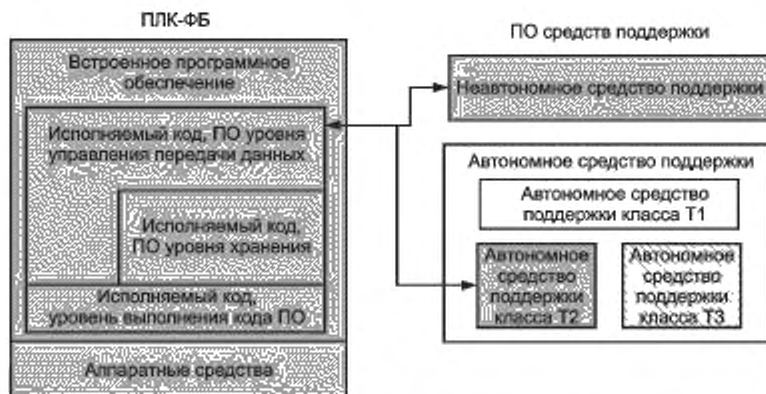 ПЛК-ФБ
Встроенное программное
обеспечение
Исполняемый код, ПО уровня
управления передачи данных
Исполняемый код,
ПО уровня хранения
Исполняемый код,
уровень выполнения кода ПО
Аппаратные средства
ПО средств поддержки
Неавтономное средство поддержки
Автономное средство поддержки
Автономное средство
поддержки класса Т1
Автономное
средство
поддержки
класса Т2
Автономное
средство
поддержки
класса Т3